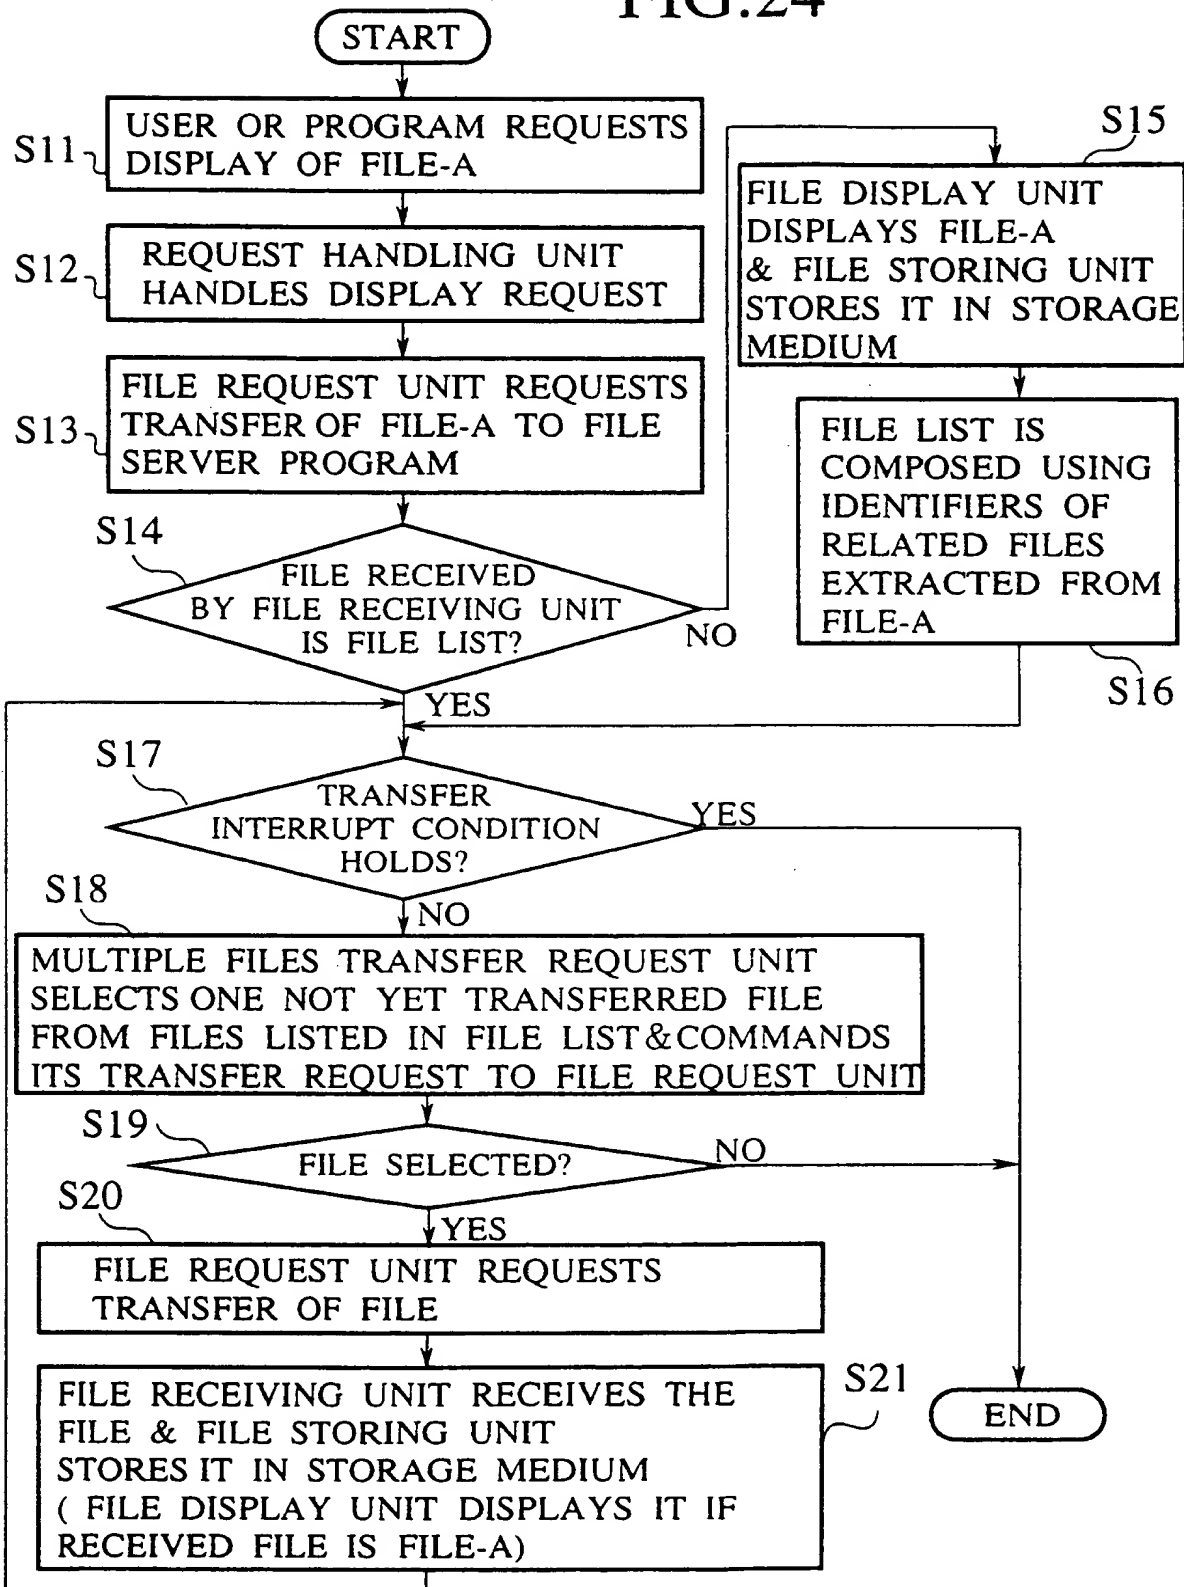 FIG.24
START
S11
USER OR PROGRAM REQUESTS
DISPLAY OF FILE-A
S12
REQUEST HANDLING UNIT
HANDLES DISPLAY REQUEST
S13
FILE REQUEST UNIT REQUESTS
TRANSFER OF FILE-A TO FILE
SERVER PROGRAM
S14
FILE RECEIVED
BY FILE RECEIVING UNIT
IS FILE LIST?
NO
YES
S15
FILE DISPLAY UNIT
DISPLAYS FILE-A
& FILE STORING UNIT
STORES IT IN STORAGE
MEDIUM
FILE LIST IS
COMPOSED USING
IDENTIFIERS OF
RELATED FILES
EXTRACTED FROM
FILE-A
S16
S17
TRANSFER
INTERRUPT CONDITION
HOLDS?
YES
NO
S18
MULTIPLE FILES TRANSFER REQUEST UNIT
SELECTS ONE NOT YET TRANSFERRED FILE
FROM FILES LISTED IN FILE LIST&COMMANDS
ITS TRANSFER REQUEST TO FILE REQUEST UNIT
S19
FILE SELECTED?
NO
YES
S20
FILE REQUEST UNIT REQUESTS
TRANSFER OF FILE
S21
FILE RECEIVING UNIT RECEIVES THE
FILE & FILE STORING UNIT
STORES IT IN STORAGE MEDIUM
( FILE DISPLAY UNIT DISPLAYS IT IF
RECEIVED FILE IS FILE-A)
END